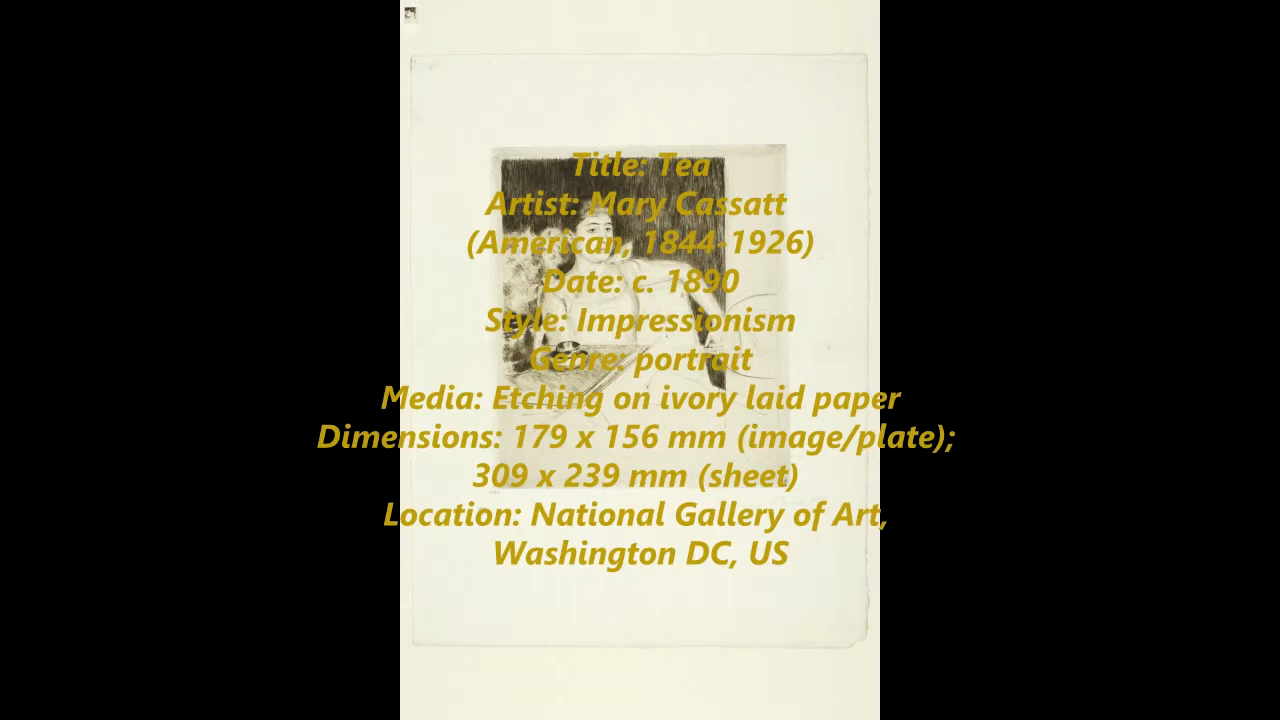 Title: Tea
Artist: Mary Cassatt
(American, 1844-1926)
Date: c. 1890
Style: Impressionism
Genre: portrait
Media: Etching on ivory laid paper
Dimensions: 179 x 156 mm (image/plate);
309 x 239 mm (sheet)
Location: National Gallery of Art,
Washington DC, US